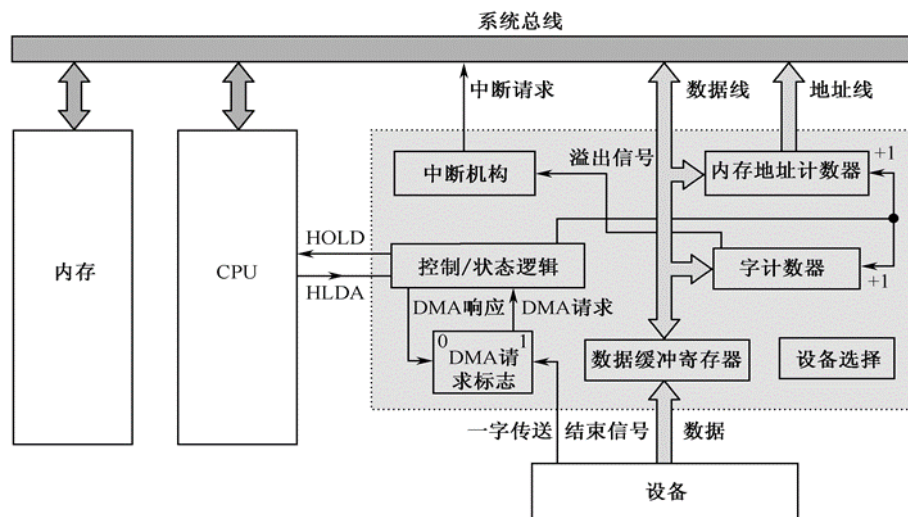 系统总线
中断请求
数据线
地址线
溢出信号
中断机构
内存地址计数器
+1
HOLD
内存
CPU
控制/状态逻辑
字计数器
HLDA
+1
DMA响应
DMA请求
0
1
DMA请
求标志
数据缓冲寄存器
设备选择
一字传送
结束信号
数据
设备